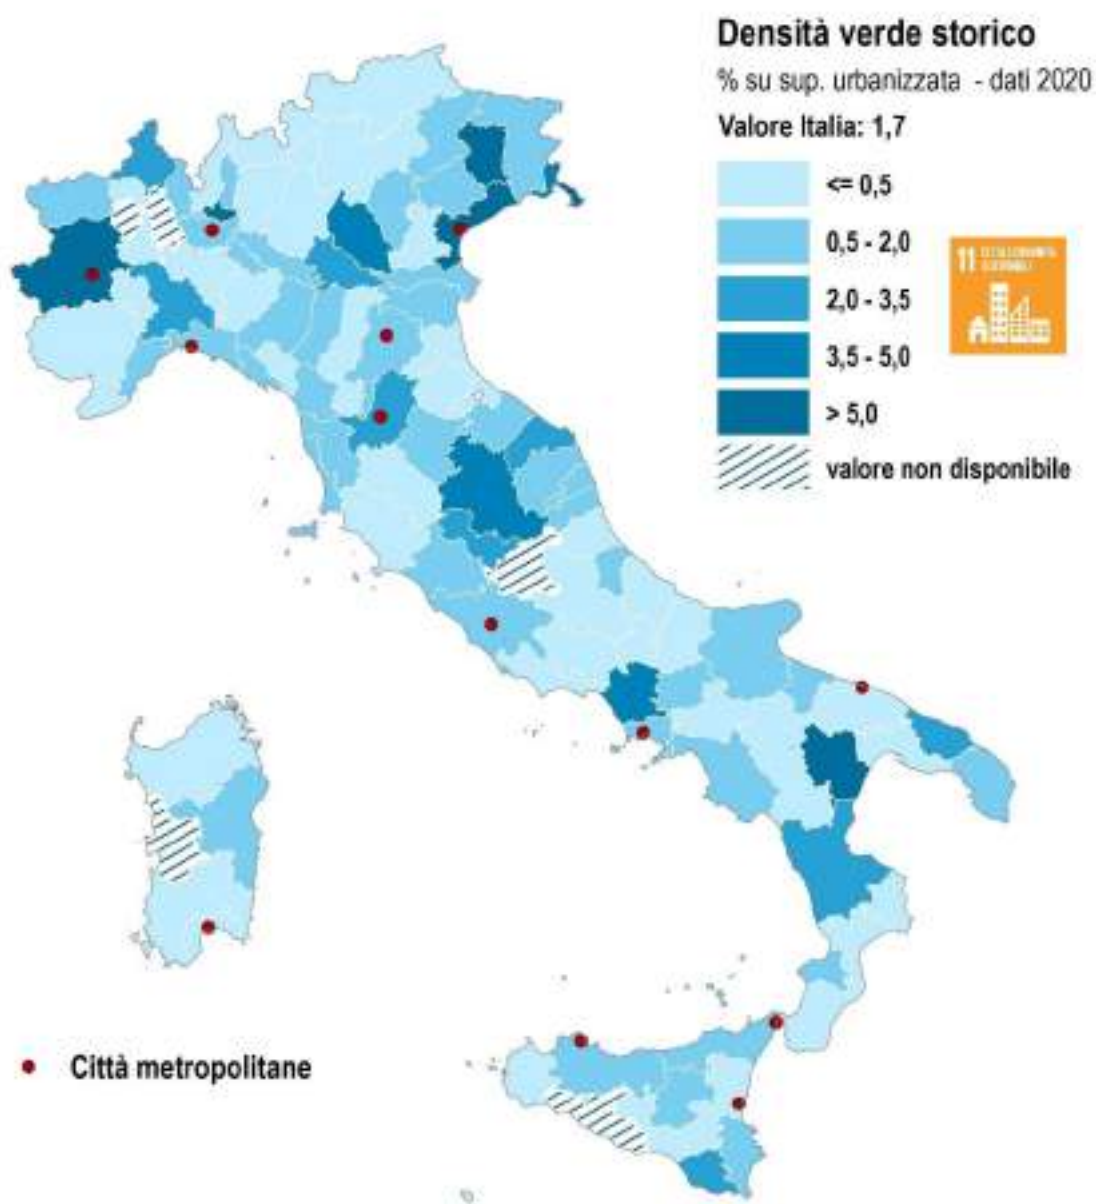 Densità verde storico
% su sup. urbanizzata - dati 2020
Valore Italia: 1,7
<= 0,5
0,5 - 2,0
2,0 - 3,5
3,5 - 5,0
> 5,0
valore non disponibile
11
Città metropolitane